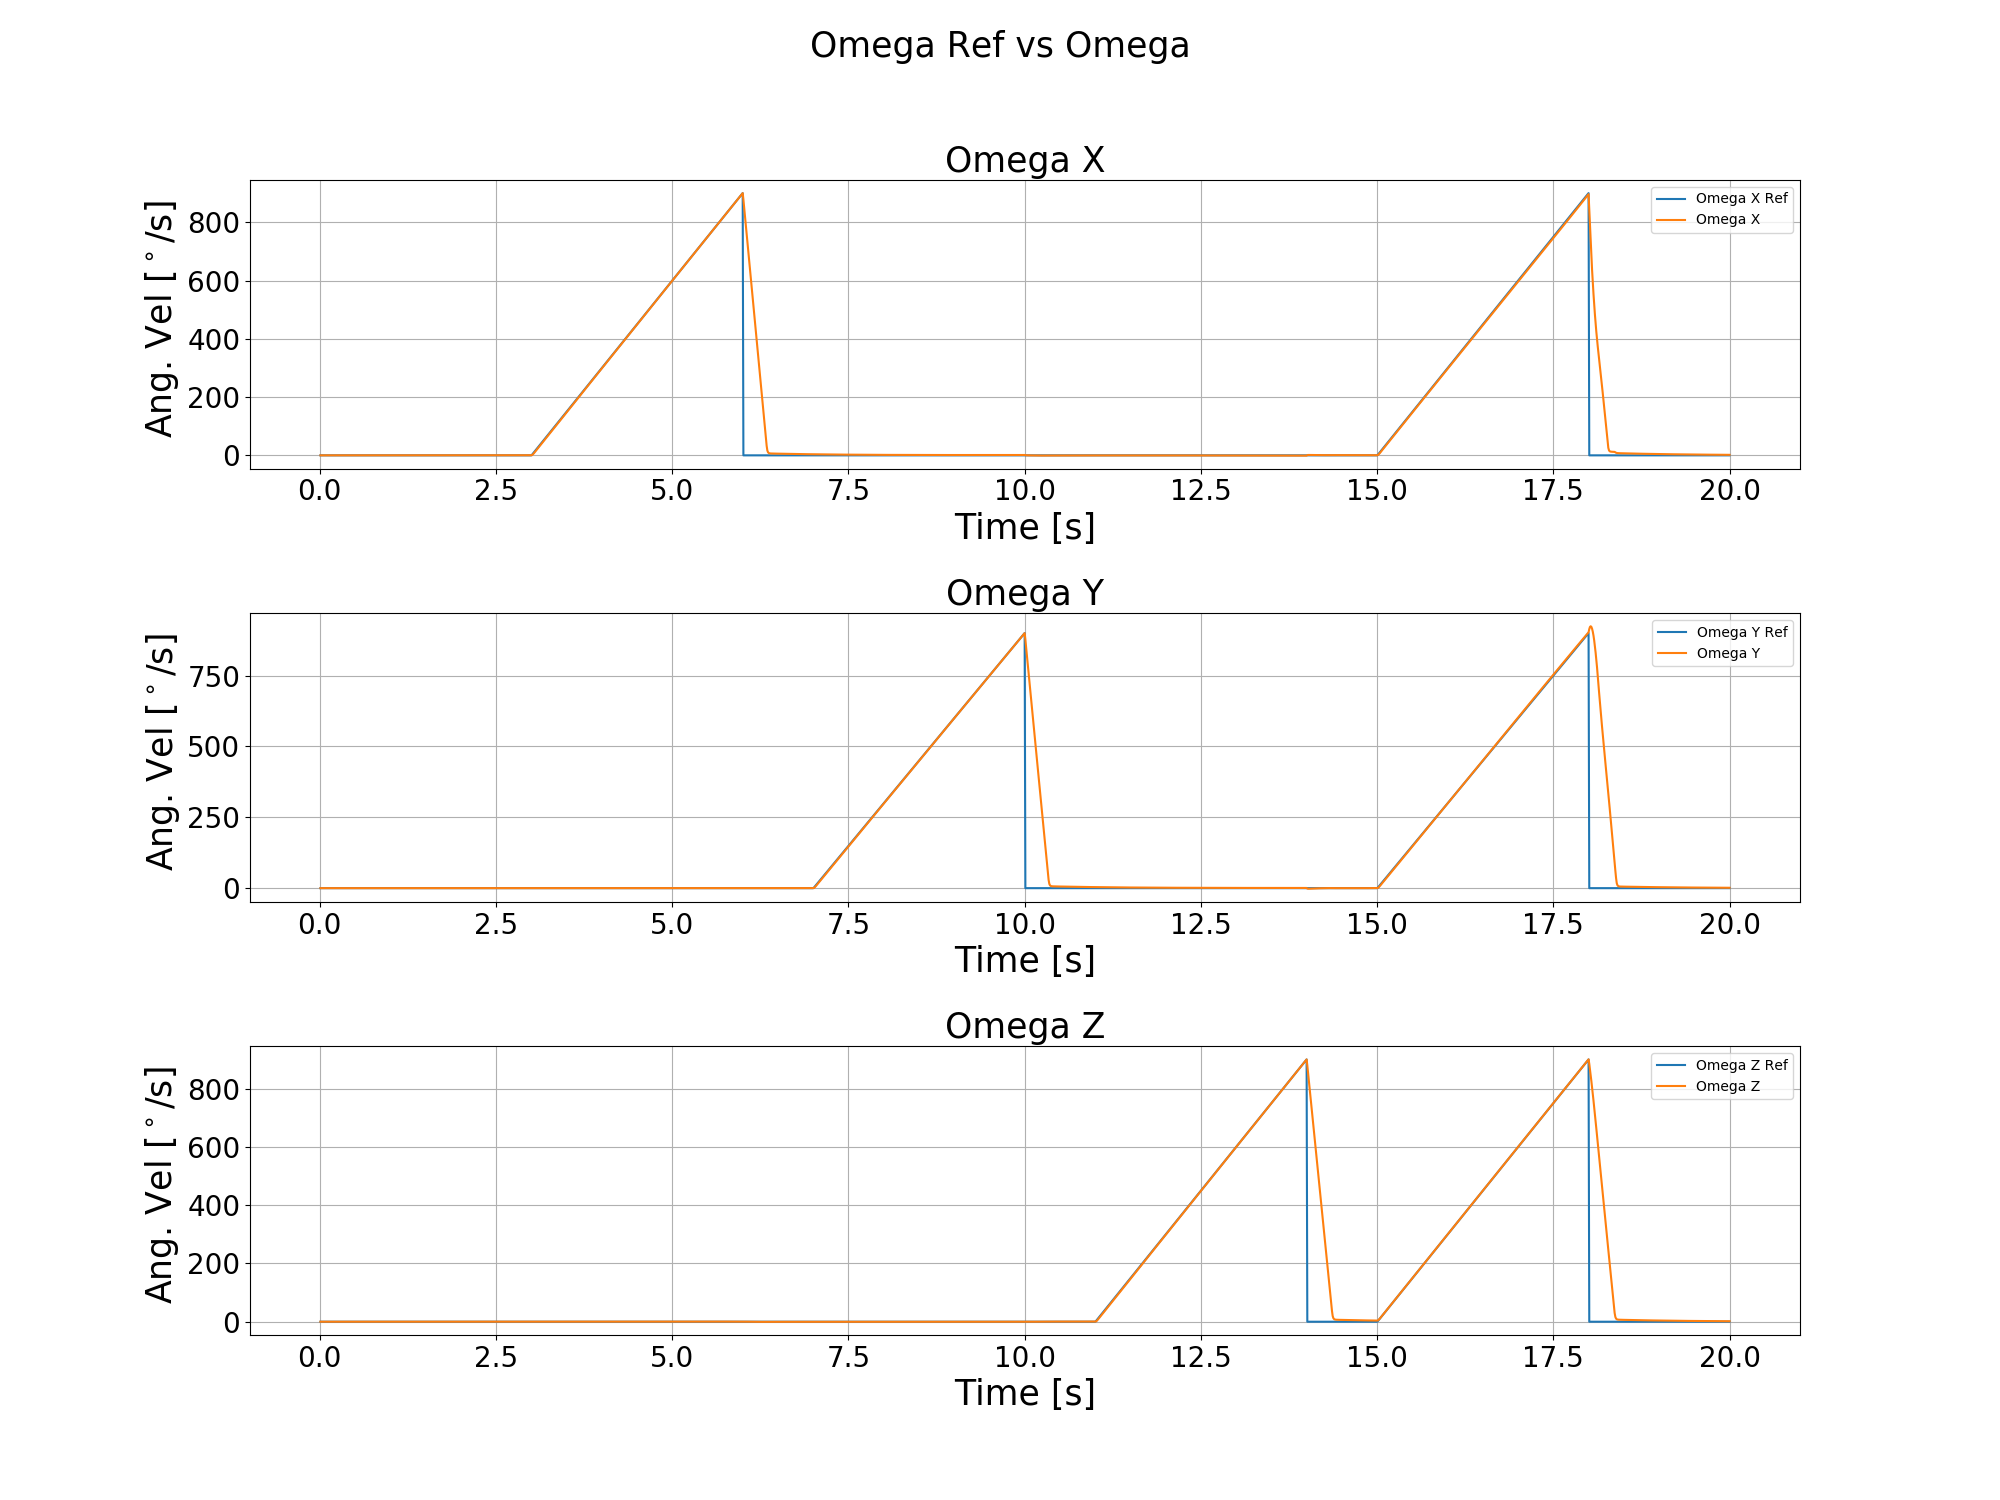 Omega Ref vs Omega
Omega X
Ang. Vel [°/s]
800
600
400
200
0
Omega X Ref
Omega X
0.0 2.5 5.0 7.5 10.0 12.5 15.0 17.5 20.0
Time [s]
Omega Y
Ang. Vel [°/s]
750
500
250
0
Omega Y Ref
Omega Y
0.0 2.5 5.0 7.5 10.0 12.5 15.0 17.5 20.0
Time [s]
Omega Z
Ang. Vel [°/s]
800
600
400
200
0
Omega Z Ref
Omega Z
0.0 2.5 5.0 7.5 10.0 12.5 15.0 17.5 20.0
Time [s]